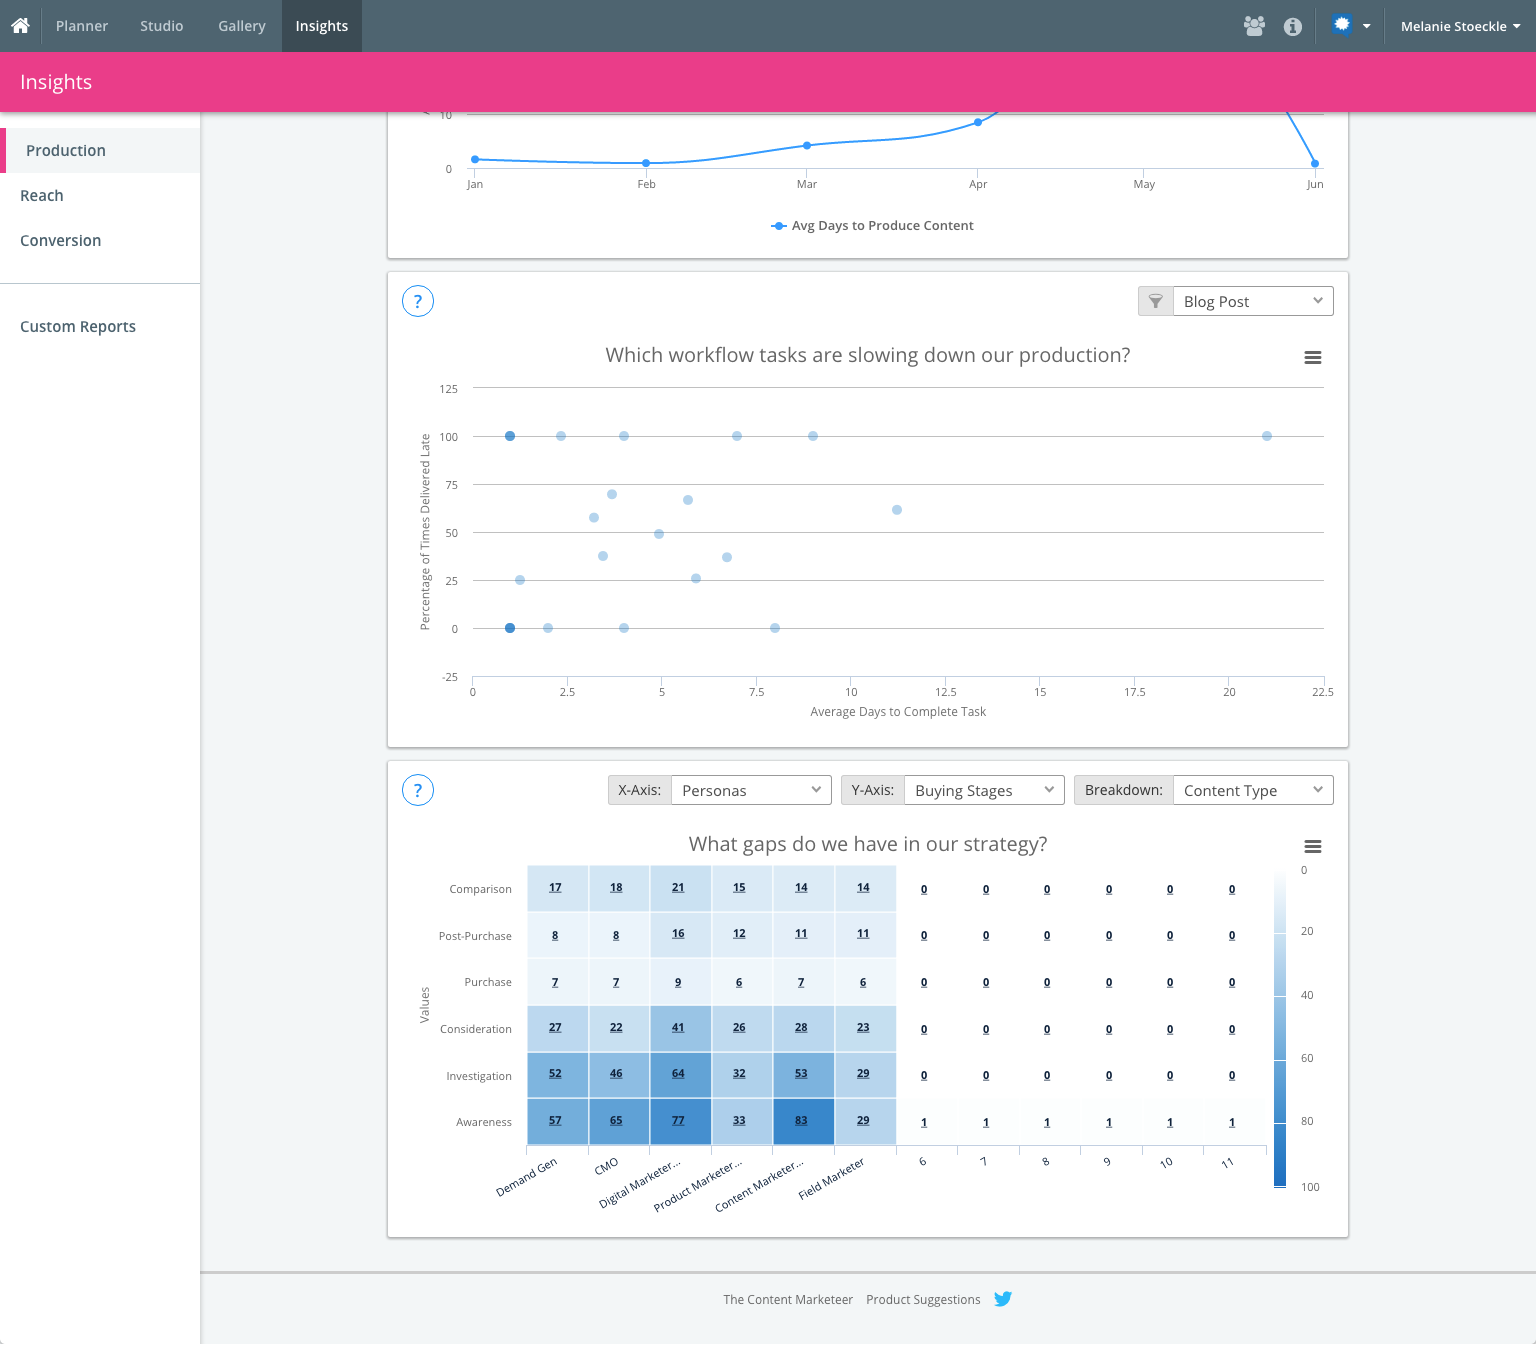 Planner Studio Gallery Insights Melanie Stoeckle
Insights
Production
Reach
Conversion
Custom Reports
10
0
Jan Feb Mar Apr May Jun
Avg Days to Produce Content
? Blog Post
Which workflow tasks are slowing down our production?
Percentage of Times Delivered Late
125
100
75
50
25
0
-25
0 2.5 5 7.5 10 12.5 15 17.5 20 22.5
Average Days to Complete Task
? X-Axis: Personas Y-Axis: Buying Stages Breakdown: Content Type
What gaps do we have in our strategy?
Values
Comparison 17 18 21 15 14 14 0 0 0 0 0 0
Post-Purchase 8 8 16 12 11 11 0 0 0 0 0 0
Purchase 7 7 9 6 7 6 0 0 0 0 0 0
Consideration 27 22 41 26 28 23 0 0 0 0 0 0
Investigation 52 46 64 32 53 29 0 0 0 0 0 0
Awareness 57 65 77 33 83 29 1 1 1 1 1 1
Demand Gen CMO Digital Marketer... Product Marketer... Content Marketer... Field Marketer 6 7 8 9 10 11
0
20
40
60
80
100
The Content Marketeer Product Suggestions